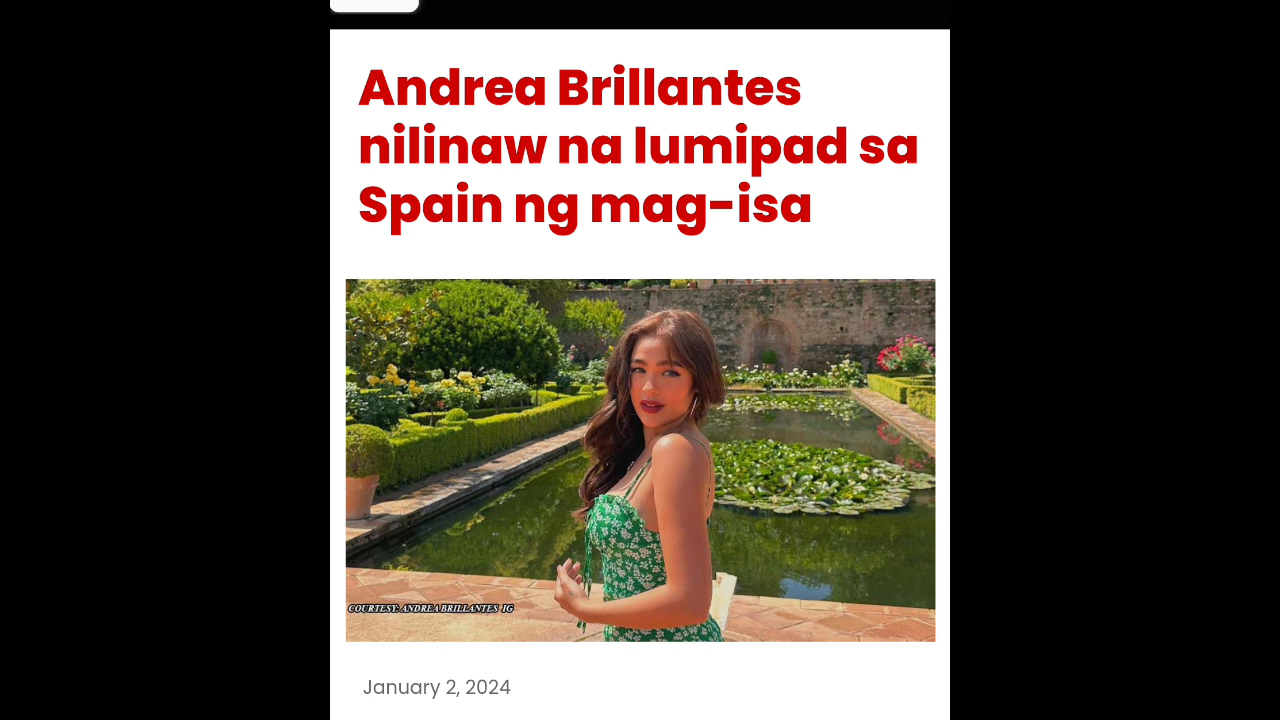 Andrea Brillantes
nilinaw na lumipad sa
Spain ng mag-isa
COURTESY: ANDREA BRILLANTES IG
January 2, 2024